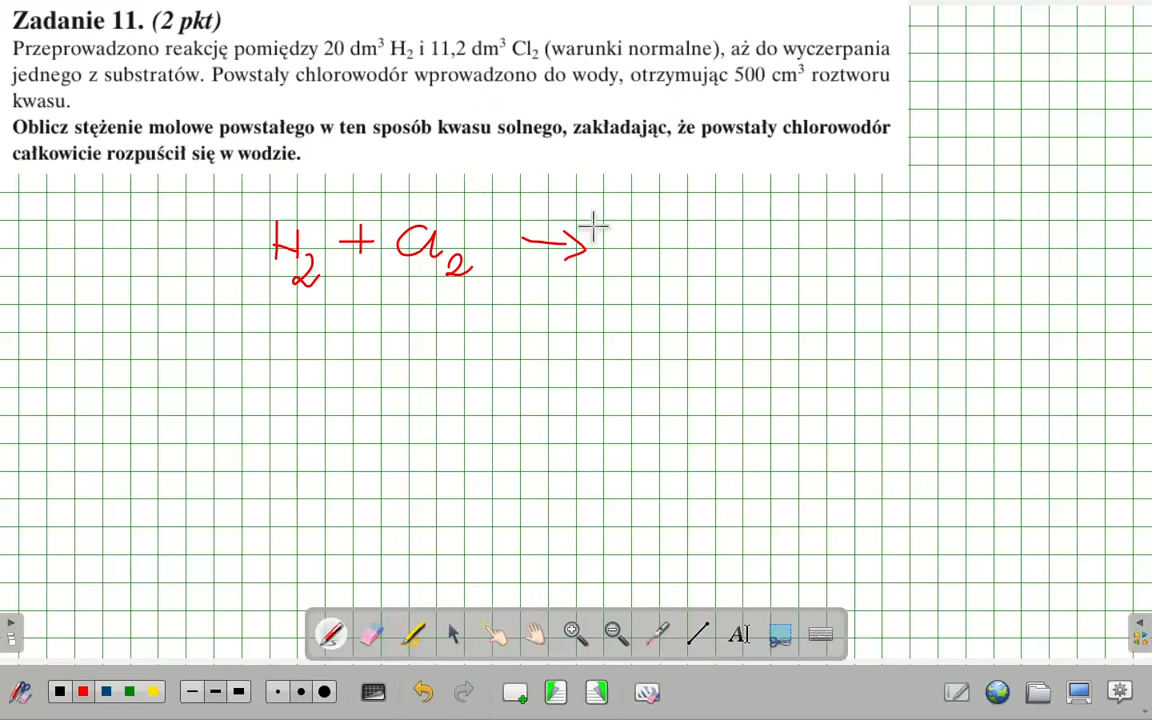 Zadanie 11. (2 pkt)
Przeprowadzono reakcję pomiędzy 20 dm³ H₂ i 11,2 dm³ Cl₂ (warunki normalne), aż do wyczerpania
jednego z substratów. Powstały chlorowodór wprowadzono do wody, otrzymując 500 cm³ roztworu
kwasu.
Oblicz stężenie molowe powstałego w ten sposób kwasu solnego, zakładając, że powstały chlorowodór
całkowicie rozpuścił się w wodzie.
H₂ + Cl₂ →